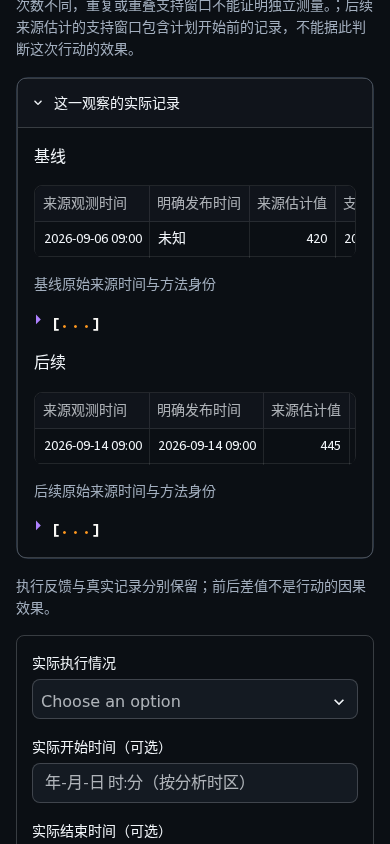 次数不同，重复或重叠支持窗口不能证明独立测量。；后续
来源估计的支持窗口包含计划开始前的记录，不能据此判
断这次行动的效果。
这一观察的实际记录
基线
来源观测时间 明确发布时间 来源估计值 支
2026-09-06 09:00 未知 420 20
基线原始来源时间与方法身份
[...]
后续
来源观测时间 明确发布时间 来源估计值
2026-09-14 09:00 2026-09-14 09:00 445
后续原始来源时间与方法身份
[...]
执行反馈与真实记录分别保留；前后差值不是行动的因果
效果。
实际执行情况
Choose an option
实际开始时间（可选）
年-月-日 时:分（按分析时区）
实际结束时间（可选）